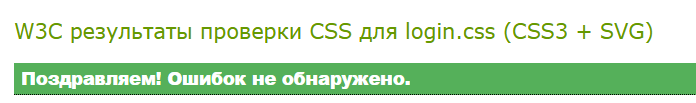 W3C результаты проверки CSS для login.css (CSS3 + SVG)
Поздравляем! Ошибок не обнаружено.